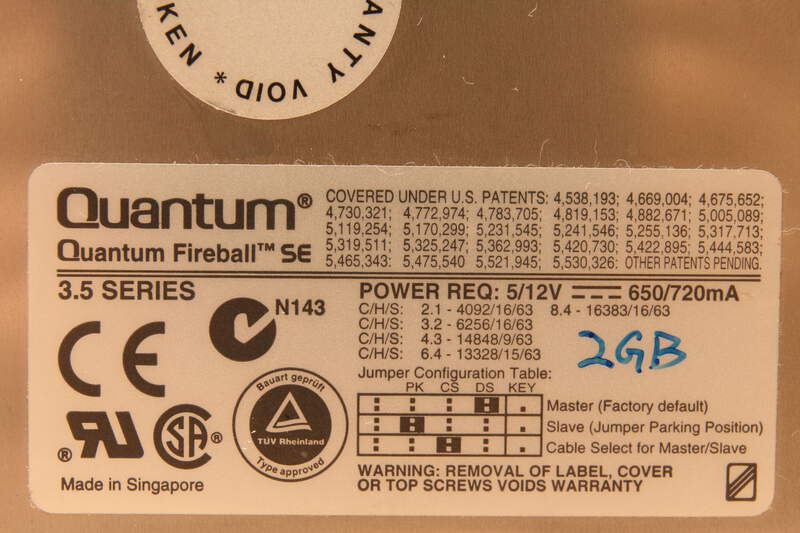 KEN * VOID ANTY
Quantum®
Quantum Fireball™ SE
COVERED UNDER U.S. PATENTS: 4,538,193; 4,669,004; 4,675,652;
4,730,321; 4,772,974; 4,783,705; 4,819,153; 4,882,671; 5,005,089;
5,119,254; 5,170,299; 5,231,545; 5,241,546; 5,255,136; 5,317,713;
5,319,511; 5,325,247; 5,362,993; 5,420,730; 5,422,895; 5,444,583;
5,465,343: 5,475,540 5,521,945; 5,530,326: OTHER PATENTS PENDING.
3.5 SERIES
N143
POWER REQ: 5/12V 650/720mA
C/H/S: 2.1 - 4092/16/63 8.4 - 16383/16/63
C/H/S: 3.2 - 6256/16/63
C/H/S: 4.3 - 14848/9/63
C/H/S: 6.4 - 13328/15/63
2GB
Jumper Configuration Table:
PK CS DS KEY
Master (Factory default)
Slave (Jumper Parking Position)
Cable Select for Master/Slave
CE
®RU SA®
Bauart geprüft
TÜV Rheinland
Type approved
Made in Singapore
WARNING: REMOVAL OF LABEL, COVER
OR TOP SCREWS VOIDS WARRANTY